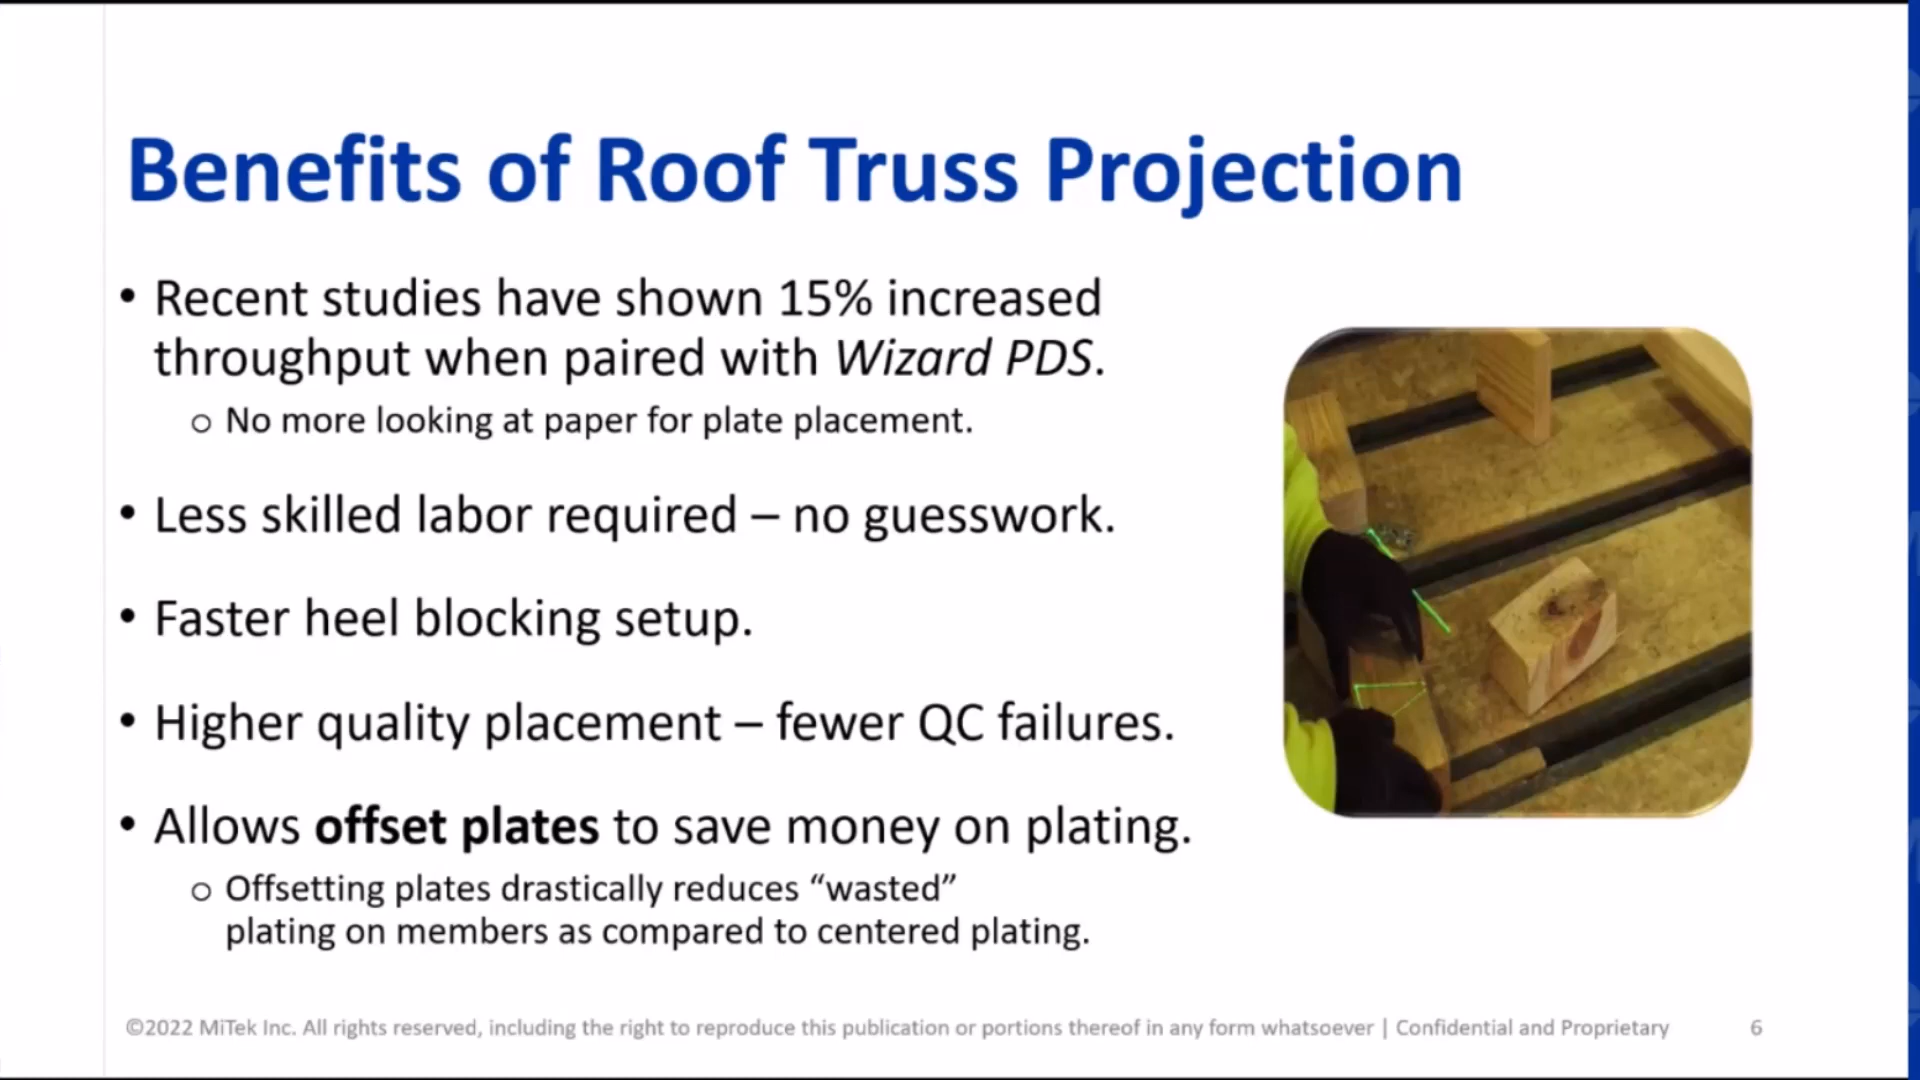 Benefits of Roof Truss Projection
• Recent studies have shown 15% increased
throughput when paired with Wizard PDS.
o No more looking at paper for plate placement.
• Less skilled labor required – no guesswork.
• Faster heel blocking setup.
• Higher quality placement – fewer QC failures.
• Allows offset plates to save money on plating.
o Offsetting plates drastically reduces “wasted”
plating on members as compared to centered plating.
©2022 MiTek Inc. All rights reserved, including the right to reproduce this publication or portions thereof in any form whatsoever | Confidential and Proprietary 6